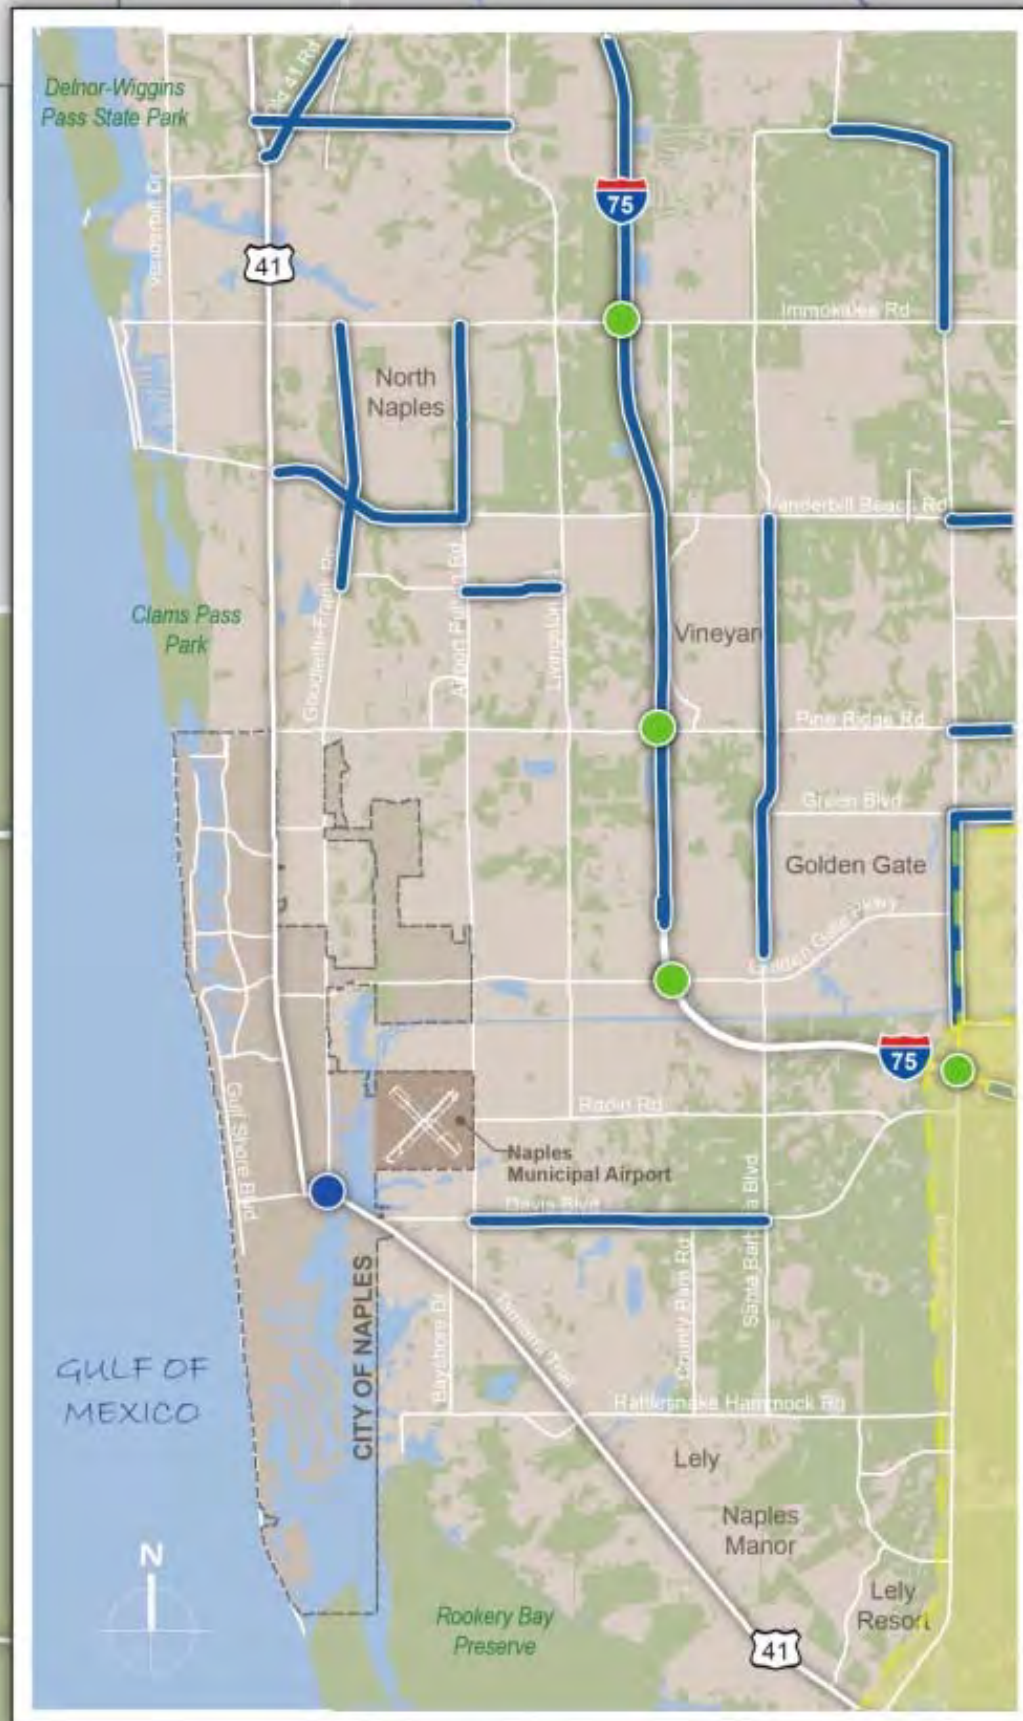 Old 41 Rd
Delnor-Wiggins
Pass State Park
Vanderbilt Dr
75
41
Immokalee Rd
North
Naples
Vanderbilt Beach Rd
Clams Pass
Park
Goodlette-Frank Rd
Airport Pulling Rd
Livingston
Vineyar
Pine Ridge Rd
Green Blvd
Golden Gate
Golden Gate Pkwy
75
Gulf Shore Blvd
Radio Rd
Naples
Municipal Airport
Davis Blvd
Santa Barbara Blvd
CITY OF NAPLES
County Barn Rd
Bayshore Dr
Tamiami Trail
GULF OF
MEXICO
Rattlesnake Hammock Rd
Lely
Naples
Manor
N
Lely
Resort
Rookery Bay
Preserve
41